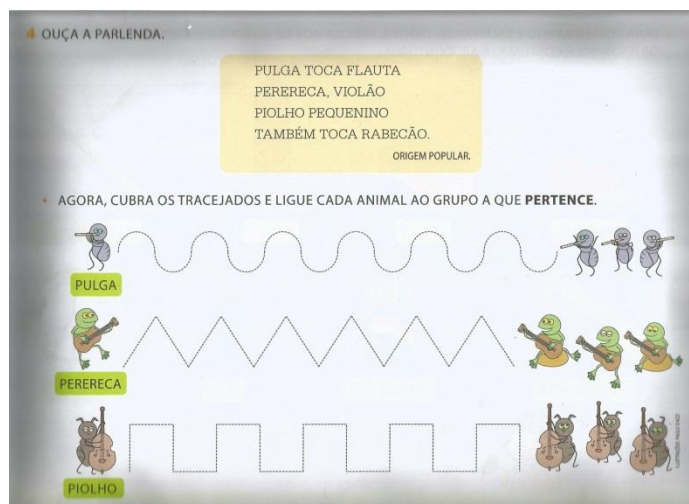 4 OUÇA A PARLENDA.
PULGA TOCA FLAUTA
PERERECA, VIOLÃO
PIOLHO PEQUENINO
TAMBÉM TOCA RABECÃO.
ORIGEM POPULAR.
• AGORA, CUBRA OS TRACEJADOS E LIGUE CADA ANIMAL AO GRUPO A QUE PERTENCE.
PULGA
PERERECA
PIOLHO